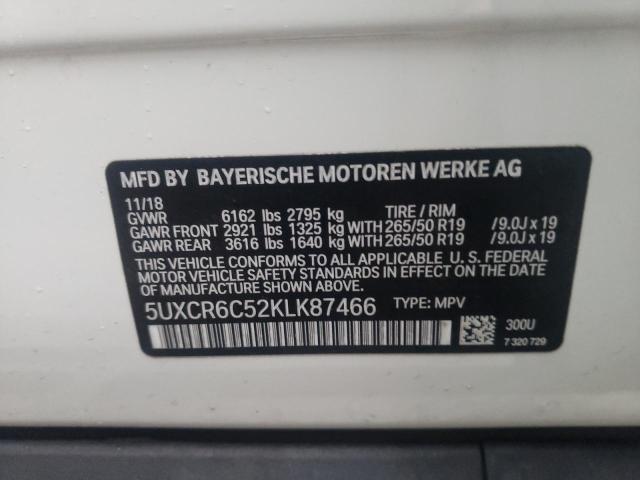 MFD BY BAYERISCHE MOTOREN WERKE AG
11/18
GVWR 6162 lbs 2795 kg TIRE / RIM
GAWR FRONT 2921 lbs 1325 kg WITH 265/50 R19 /9.0J x 19
GAWR REAR 3616 lbs 1640 kg WITH 265/50 R19 /9.0J x 19
THIS VEHICLE CONFORMS TO ALL APPLICABLE U.S. FEDERAL
MOTOR VEHICLE SAFETY STANDARDS IN EFFECT ON THE DATE
OF MANUFACTURE SHOWN ABOVE.
5UXCR6C52KLK87466 TYPE: MPV
300U
7 320 729